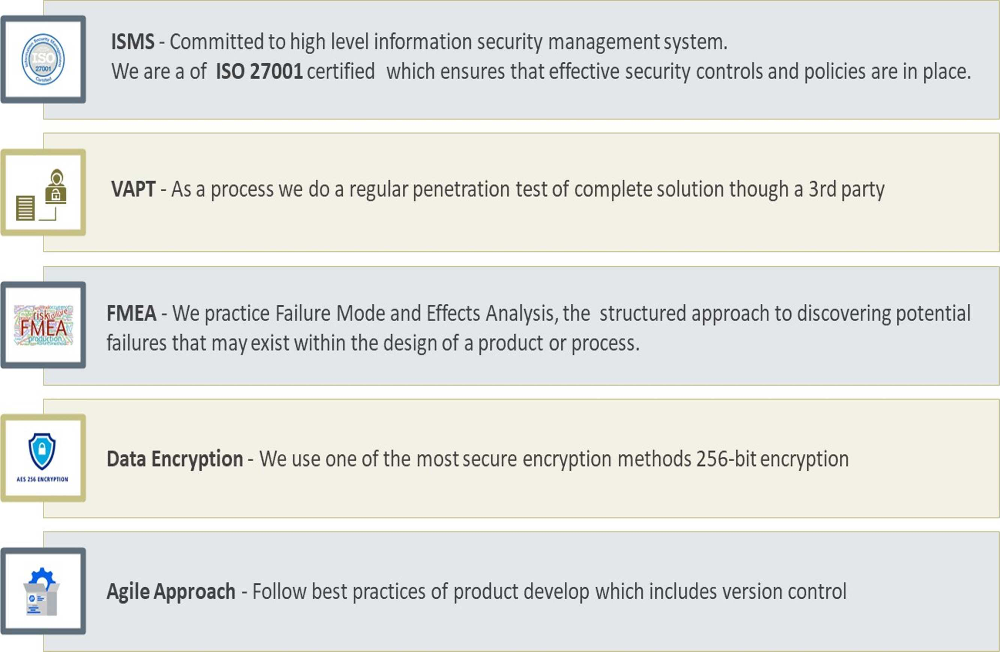 Information Security Management
ISO
27001
Certified
ISMS - Committed to high level information security management system.
We are a of ISO 27001 certified which ensures that effective security controls and policies are in place.
VAPT - As a process we do a regular penetration test of complete solution though a 3rd party
risk failure
FMEA
production
FMEA - We practice Failure Mode and Effects Analysis, the structured approach to discovering potential
failures that may exist within the design of a product or process.
AES 256 ENCRYPTION
Data Encryption - We use one of the most secure encryption methods 256-bit encryption
Agile Approach - Follow best practices of product develop which includes version control